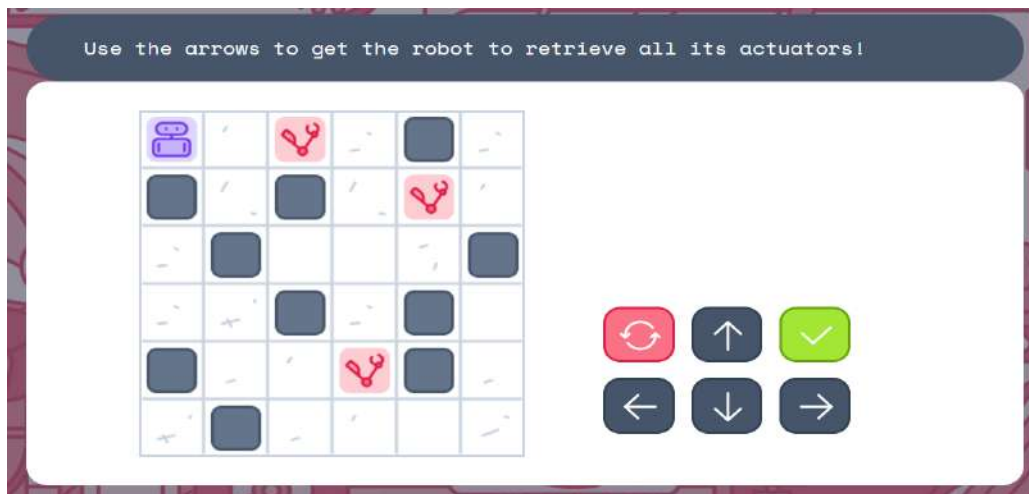 Use the arrows to get the robot to retrieve all its actuators!